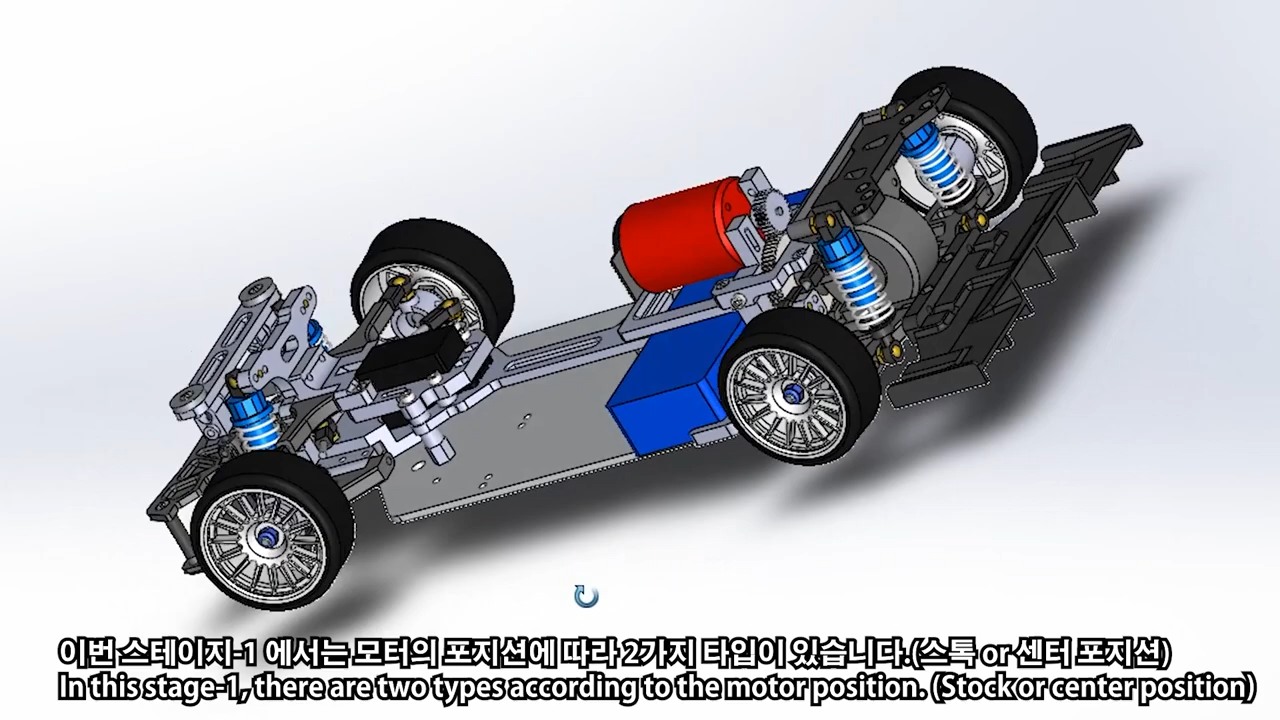 이번 스테이지-1 에서는 모터의 포지션에 따라 2가지 타입이 있습니다.(스톡 or 센터 포지션)
In this stage-1, there are two types according to the motor position. (Stock or center position)